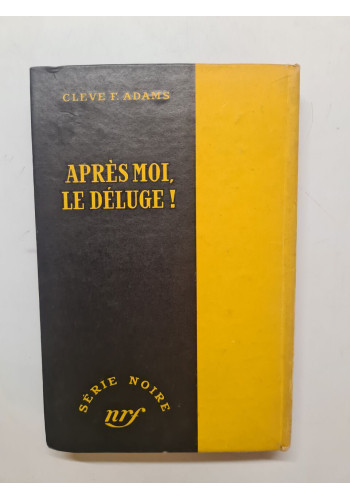 CLEVE F. ADAMS
APRÈS MOI,
LE DÉLUGE !
SÉRIE NOIRE
nrf